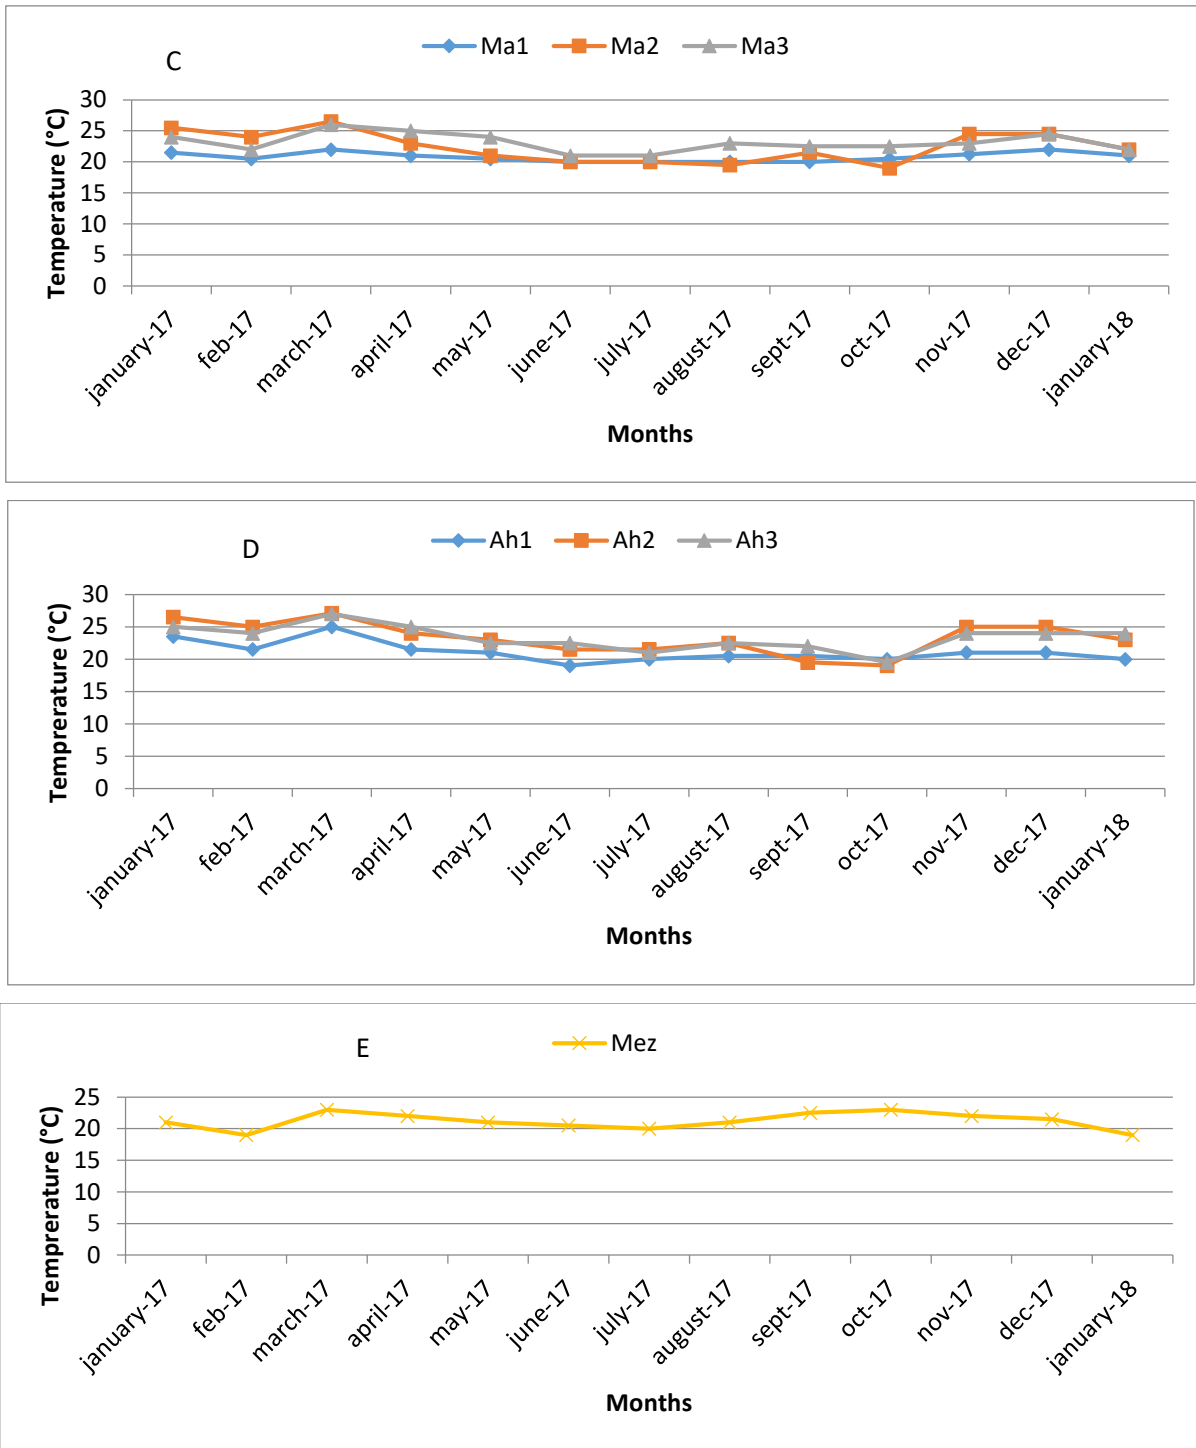 C
Ma1 Ma2 Ma3
Temperature (°C)
30
25
20
15
10
5
0
january-17 feb-17 march-17 april-17 may-17 june-17 july-17 august-17 sept-17 oct-17 nov-17 dec-17 january-18
Months
D
Ah1 Ah2 Ah3
Temprerature (°C)
30
25
20
15
10
5
0
january-17 feb-17 march-17 april-17 may-17 june-17 july-17 august-17 sept-17 oct-17 nov-17 dec-17 january-18
Months
E
Mez
Temprerature (°C)
25
20
15
10
5
0
january-17 feb-17 march-17 april-17 may-17 june-17 july-17 august-17 sept-17 oct-17 nov-17 dec-17 january-18
Months